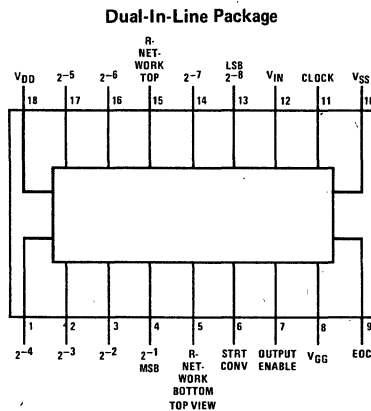 Dual-In-Line Package
R-
NET-
WORK LSB
VDD 2−5 2−6 TOP 2−7 2−8 VIN CLOCK VSS
18 17 16 15 14 13 12 11 10
1 2 3 4 5 6 7 8 9
2−4 2−3 2−2 2−1 R- STRT OUTPUT VGG EOC
MSB NET- CONV ENABLE
WORK
BOTTOM
TOP VIEW